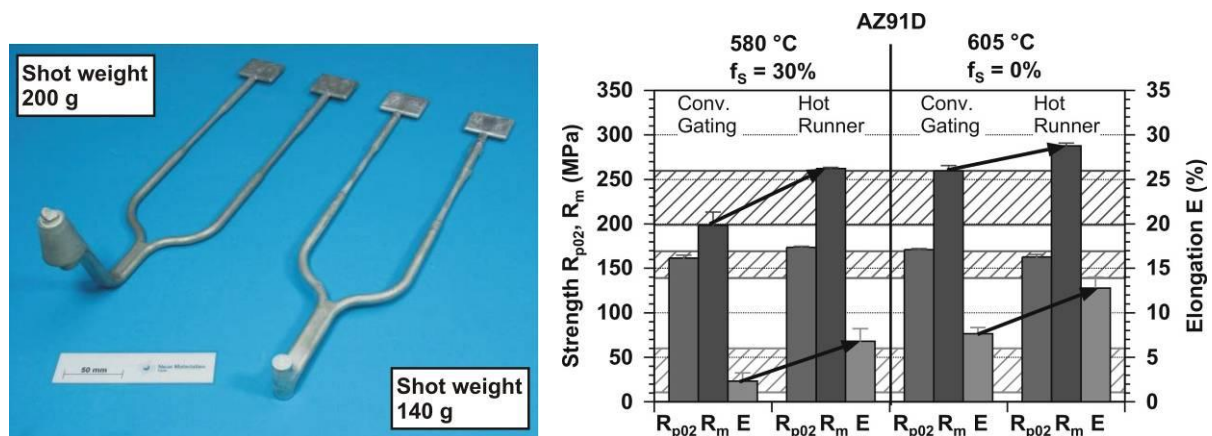 Shot weight
200 g
50 mm
Neue Materialien
Shot weight
140 g
AZ91D
580 °C
fS = 30%
605 °C
fS = 0%
Conv.
Gating
Hot
Runner
Conv.
Gating
Hot
Runner
Strength Rp02, Rm (MPa)
350
300
250
200
150
100
50
0
35
30
25
20
15
10
5
0
Elongation E (%)
Rp02 Rm E
Rp02 Rm E
Rp02 Rm E
Rp02 Rm E